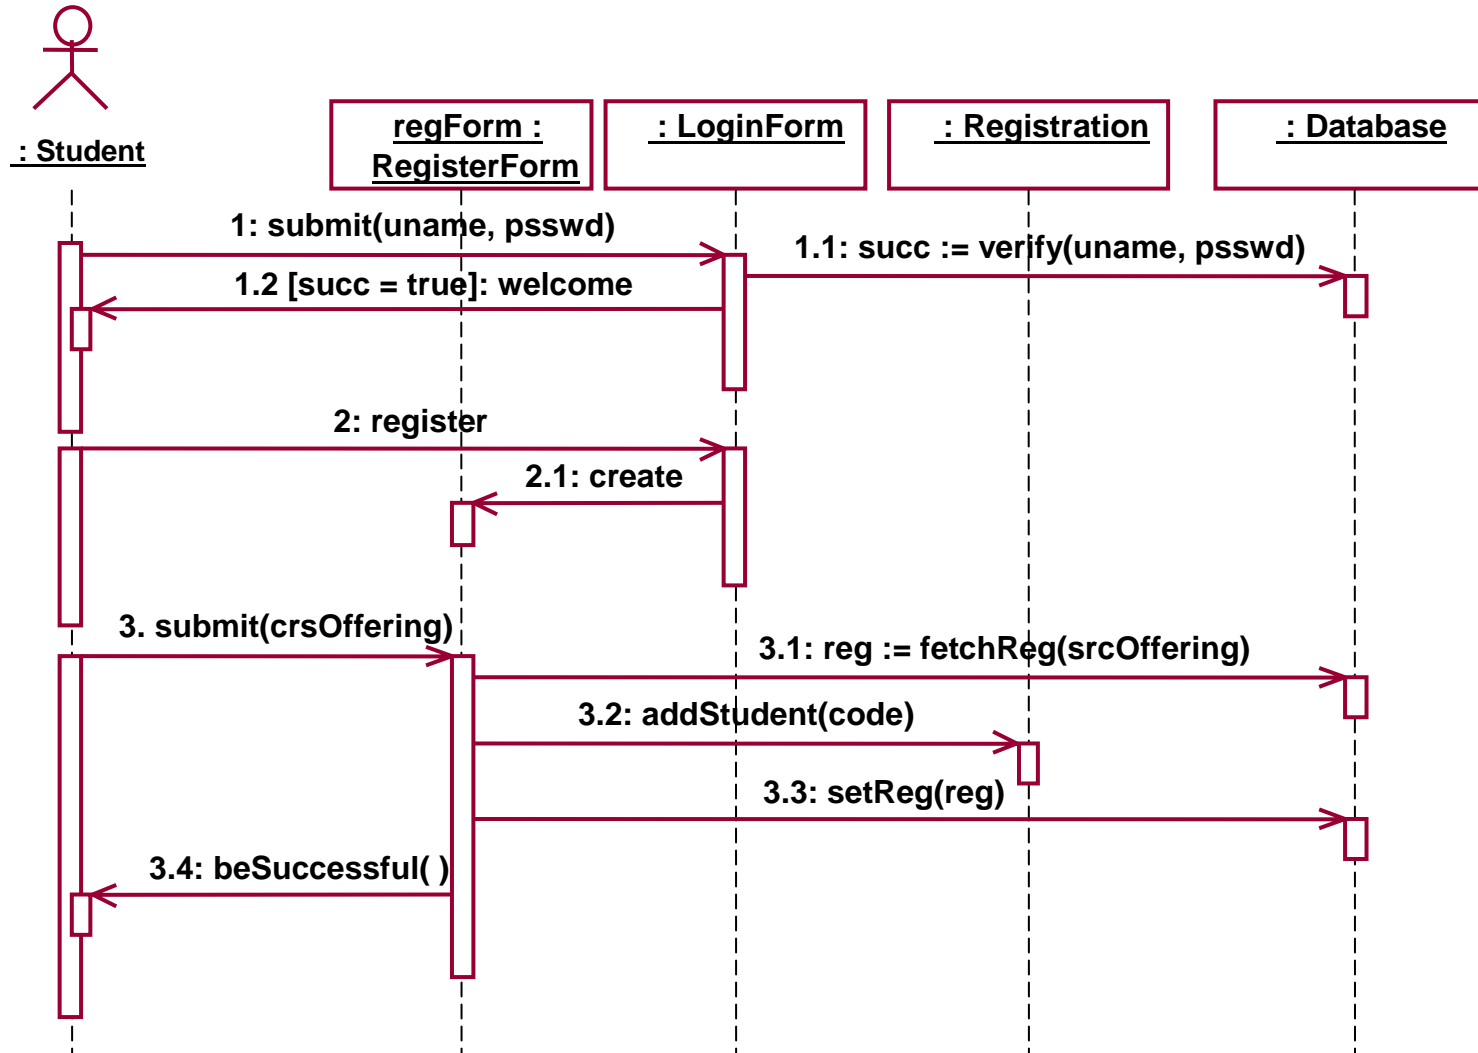 : Student
regForm :
RegisterForm
: LoginForm
: Registration
: Database
1: submit(uname, psswd)
1.1: succ := verify(uname, psswd)
1.2 [succ = true]: welcome
2: register
2.1: create
3. submit(crsOffering)
3.1: reg := fetchReg(srcOffering)
3.2: addStudent(code)
3.3: setReg(reg)
3.4: beSuccessful( )